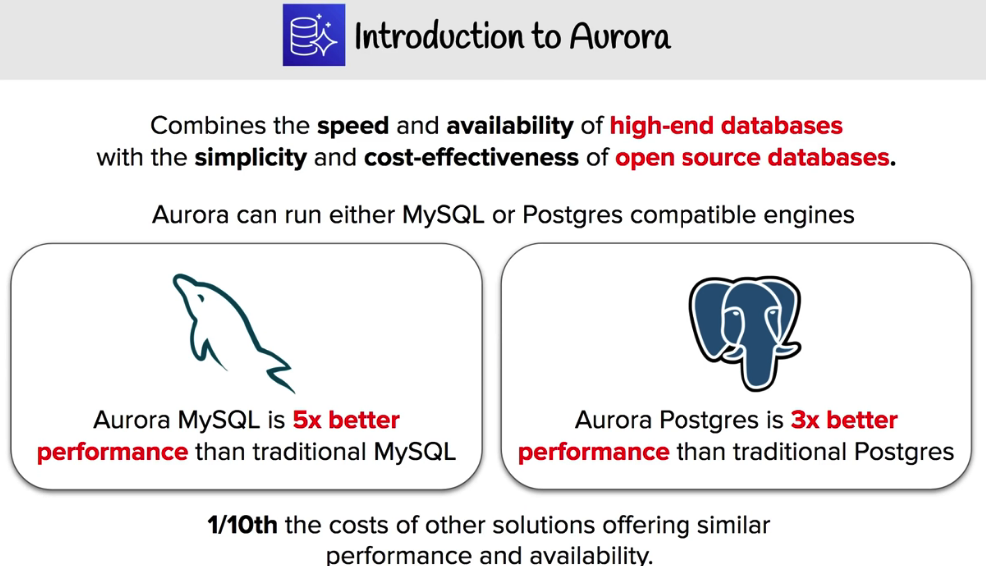 Introduction to Aurora
Combines the speed and availability of high-end databases
with the simplicity and cost-effectiveness of open source databases.
Aurora can run either MySQL or Postgres compatible engines
Aurora MySQL is 5x better
performance than traditional MySQL
Aurora Postgres is 3x better
performance than traditional Postgres
1/10th the costs of other solutions offering similar
performance and availability.